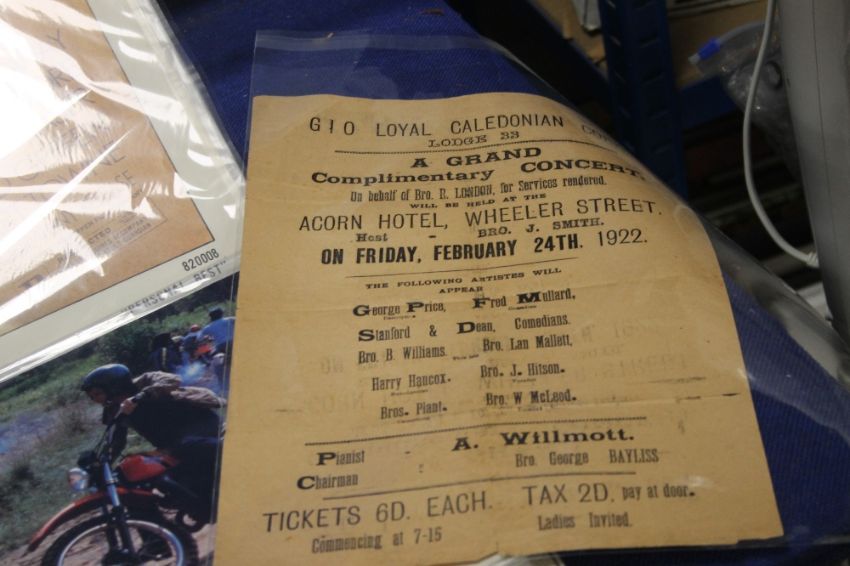 GIO LOYAL CALEDONIAN
LODGE 33
A GRAND
Complimentary CONCERT,
On behalf of Bro. R. LONDON, for Services rendered.
WILL BE HELD AT THE
ACORN HOTEL, WHEELER STREET.
Host - BRO. J. SMITH.
ON FRIDAY, FEBRUARY 24TH. 1922.
THE FOLLOWING ARTISTES WILL
APPEAR
George Price, Fred Mullard,
Stanford & Dean, Comedians.
Bro. B. Williams. Bro. Lan Mallett,
Harry Hancox. Bro. J. Hitson.
Bros. Plant. Bro. W McLeod.
Pianist - A. Willmott.
Chairman - Bro. George BAYLISS
TICKETS 6D. EACH. TAX 2D, pay at door.
Commencing at 7-15 Ladies Invited.
820008
"PERSONAL BEST"